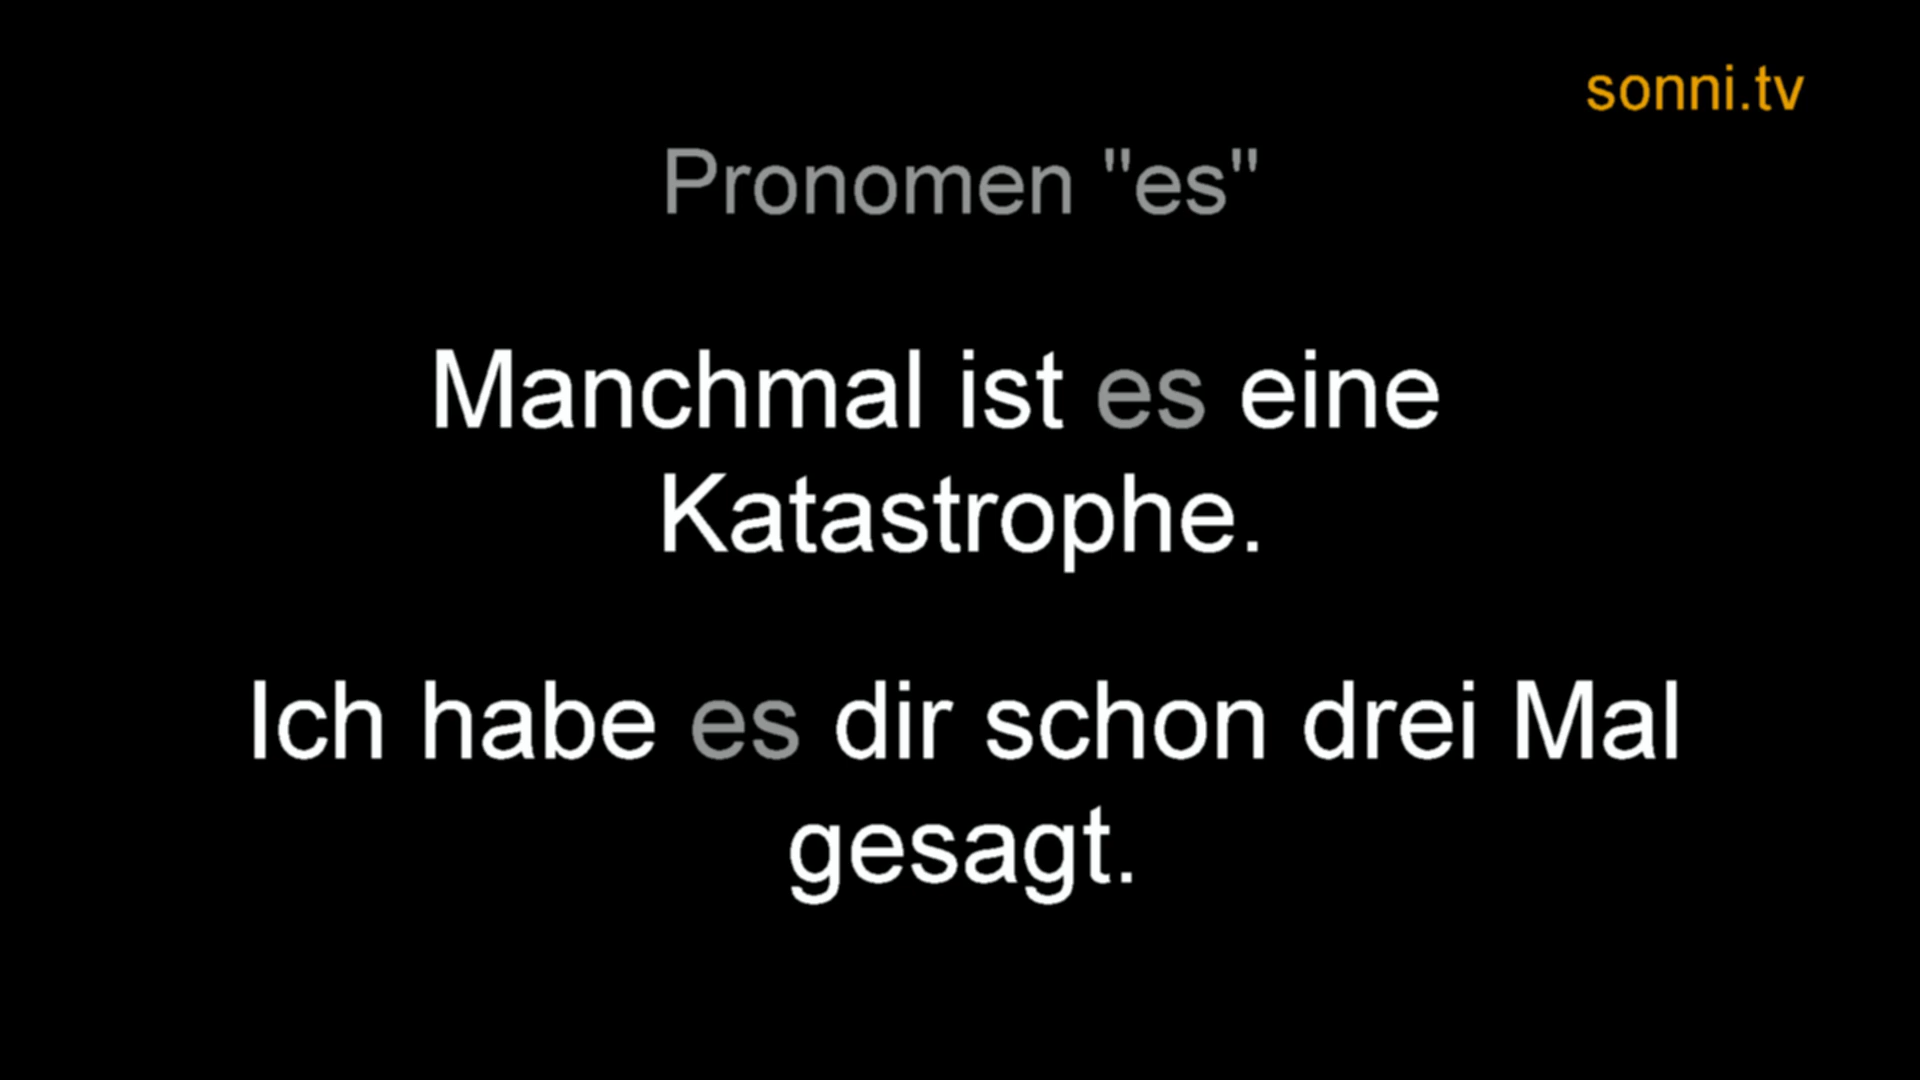 sonni.tv
Pronomen "es"
Manchmal ist es eine
Katastrophe.
Ich habe es dir schon drei Mal
gesagt.